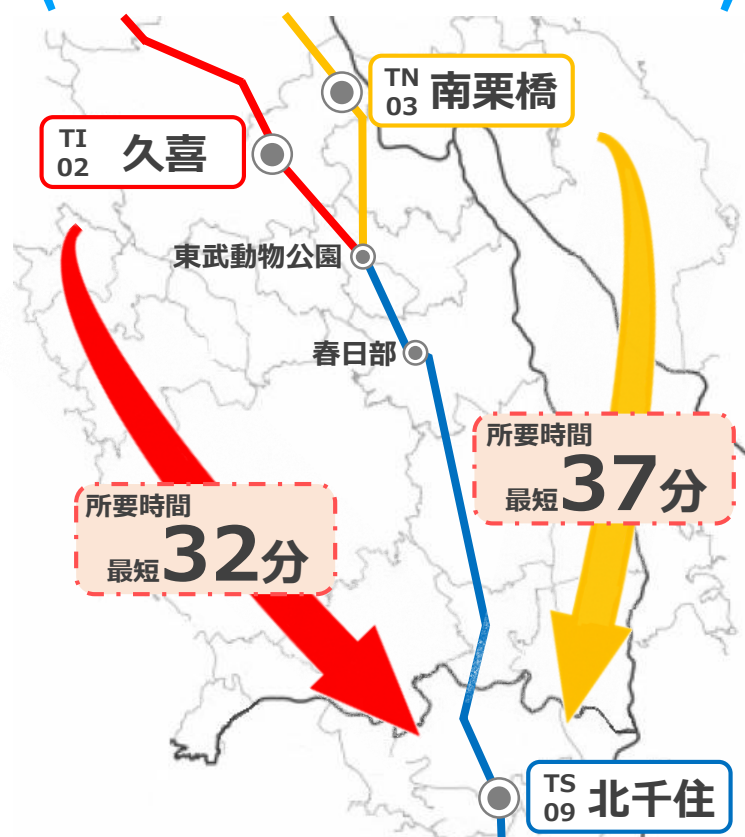 TN
03 南栗橋
TI
02 久喜
東武動物公園
春日部
所要時間
最短37分
所要時間
最短32分
TS
09 北千住